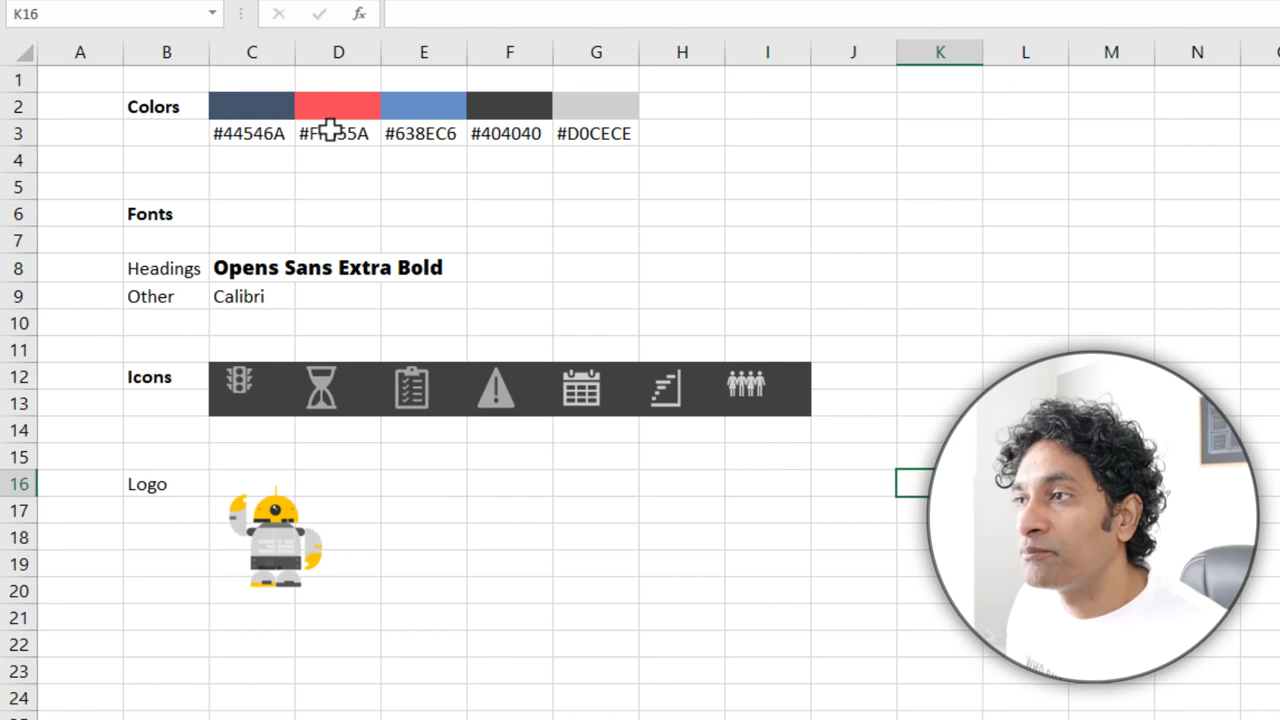 K16 fx
A B C D E F G H I J K L M N
1
2 Colors
3 #44546A #638EC6 #404040 #D0CECE
4
5
6 Fonts
7
8 Headings Opens Sans Extra Bold
9 Other Calibri
10
11
12 Icons
13
14
15
16 Logo
17
18
19
20
21
22
23
24